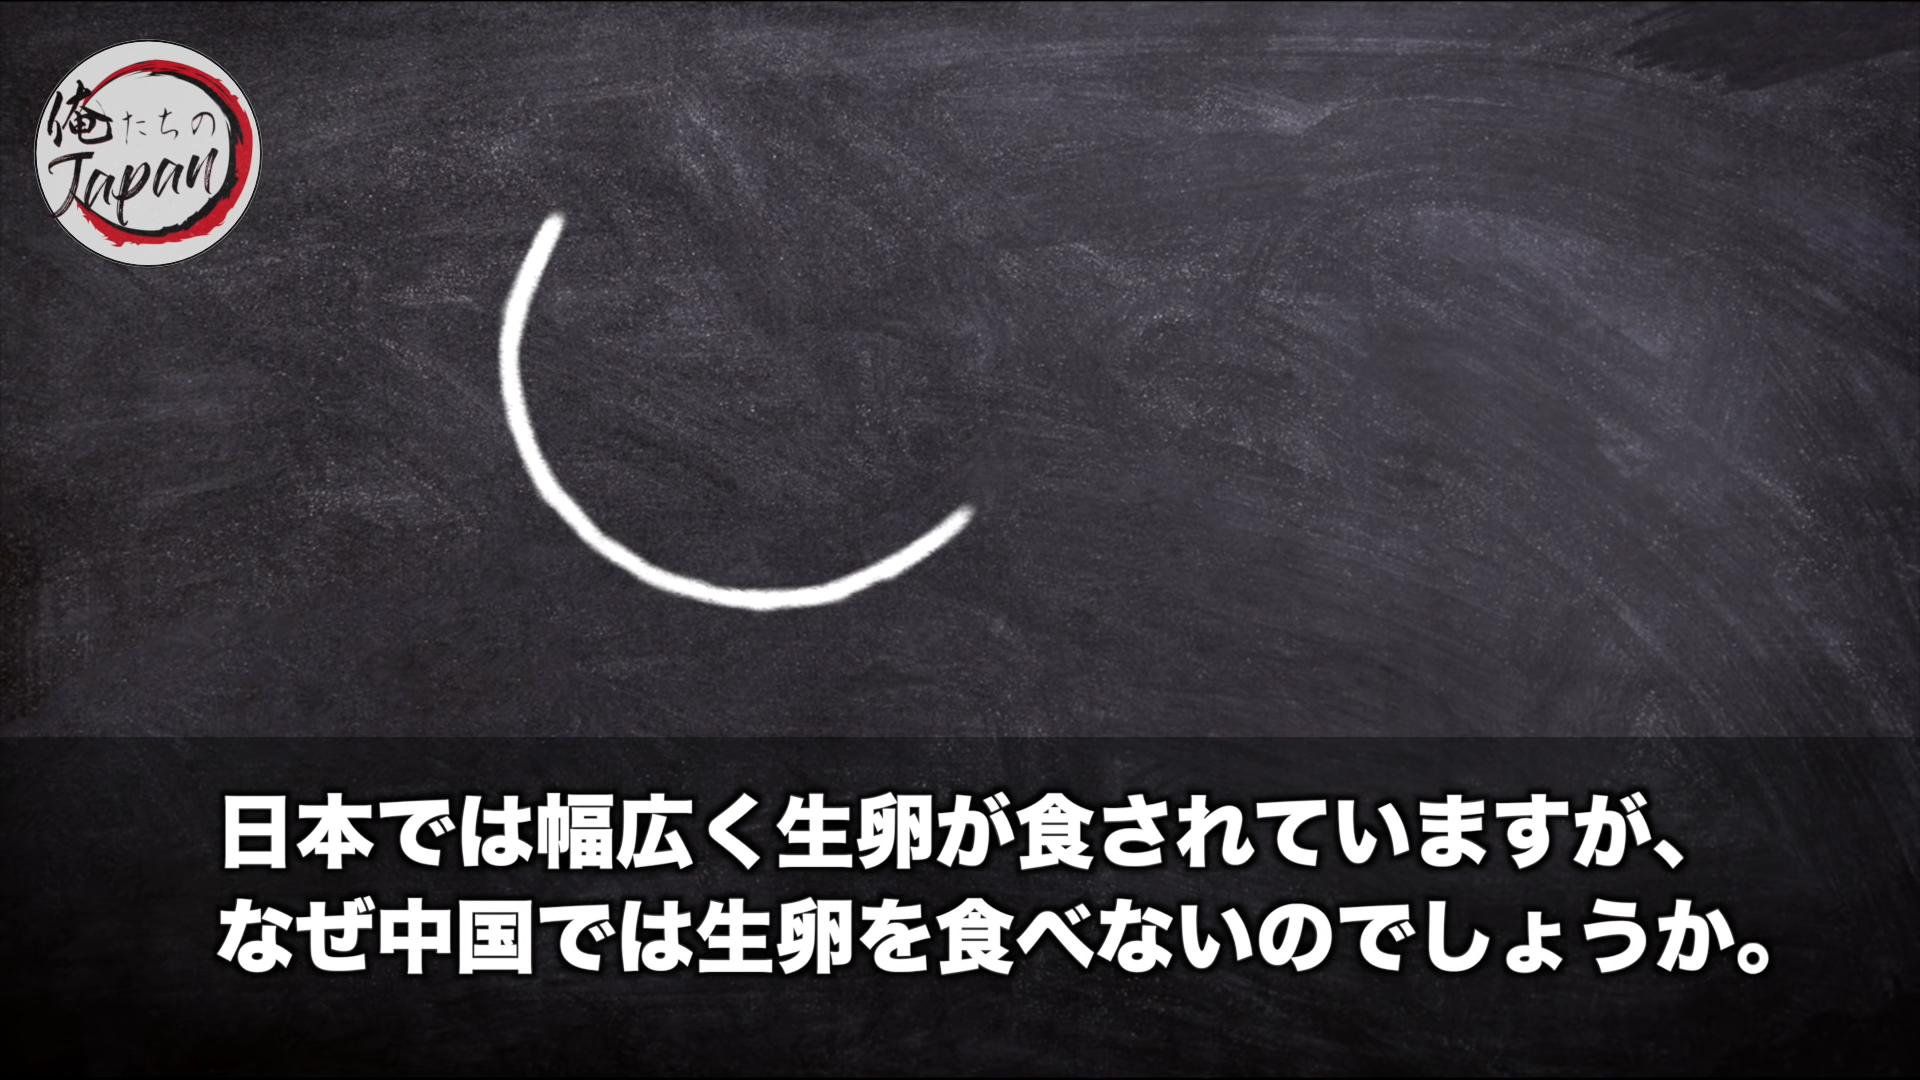 俺たちの
Japan
日本では幅広く生卵が食されていますが、
なぜ中国では生卵を食べないのでしょうか。